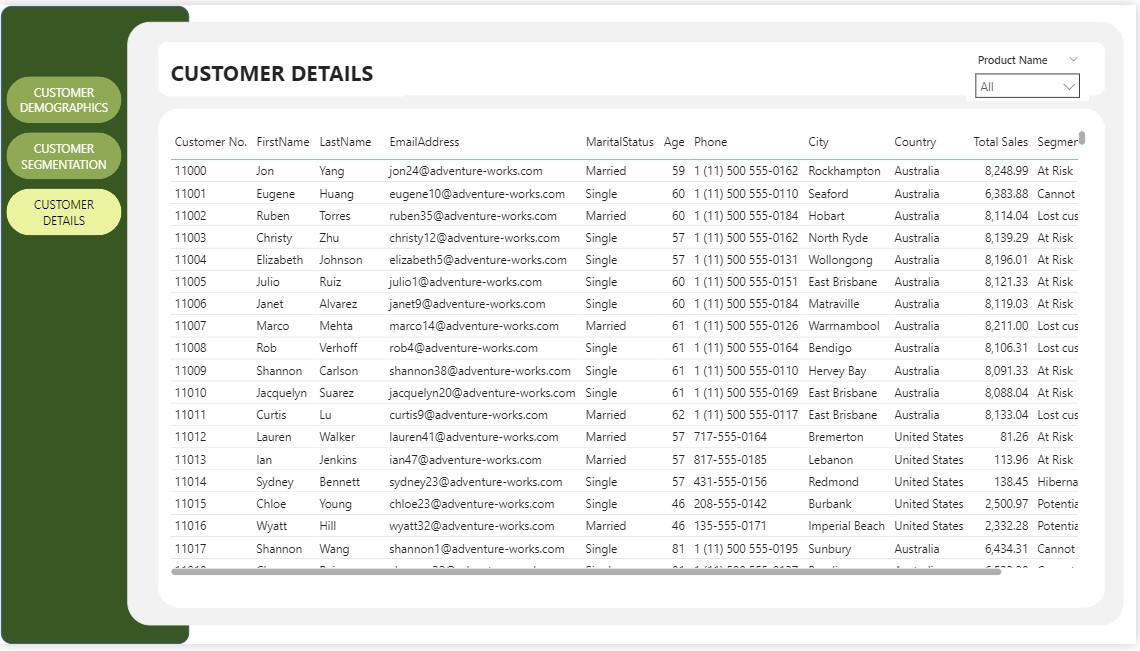 CUSTOMER DETAILS
Product Name
All
CUSTOMER
DEMOGRAPHICS
CUSTOMER
SEGMENTATION
CUSTOMER
DETAILS
Customer No. FirstName LastName EmailAddress MaritalStatus Age Phone City Country Total Sales Segmer
11000 Jon Yang jon24@adventure-works.com Married 59 1 (11) 500 555-0162 Rockhampton Australia 8,248.99 At Risk
11001 Eugene Huang eugene10@adventure-works.com Single 60 1 (11) 500 555-0110 Seaford Australia 6,383.88 Cannot
11002 Ruben Torres ruben35@adventure-works.com Married 60 1 (11) 500 555-0184 Hobart Australia 8,114.04 Lost cus
11003 Christy Zhu christy12@adventure-works.com Single 57 1 (11) 500 555-0162 North Ryde Australia 8,139.29 At Risk
11004 Elizabeth Johnson elizabeth5@adventure-works.com Single 57 1 (11) 500 555-0131 Wollongong Australia 8,196.01 At Risk
11005 Julio Ruiz julio1@adventure-works.com Single 60 1 (11) 500 555-0151 East Brisbane Australia 8,121.33 At Risk
11006 Janet Alvarez janet9@adventure-works.com Single 60 1 (11) 500 555-0184 Matraville Australia 8,119.03 At Risk
11007 Marco Mehta marco14@adventure-works.com Married 61 1 (11) 500 555-0126 Warrnambool Australia 8,211.00 Lost cus
11008 Rob Verhoff rob4@adventure-works.com Single 61 1 (11) 500 555-0164 Bendigo Australia 8,106.31 Lost cus
11009 Shannon Carlson shannon38@adventure-works.com Single 61 1 (11) 500 555-0110 Hervey Bay Australia 8,091.33 At Risk
11010 Jacquelyn Suarez jacquelyn20@adventure-works.com Single 61 1 (11) 500 555-0169 East Brisbane Australia 8,088.04 At Risk
11011 Curtis Lu curtis9@adventure-works.com Married 62 1 (11) 500 555-0117 East Brisbane Australia 8,133.04 Lost cus
11012 Lauren Walker lauren41@adventure-works.com Married 57 717-555-0164 Bremerton United States 81.26 At Risk
11013 Ian Jenkins ian47@adventure-works.com Married 57 817-555-0185 Lebanon United States 113.96 At Risk
11014 Sydney Bennett sydney23@adventure-works.com Single 57 431-555-0156 Redmond United States 138.45 Hiberna
11015 Chloe Young chloe23@adventure-works.com Single 46 208-555-0142 Burbank United States 2,500.97 Potentia
11016 Wyatt Hill wyatt32@adventure-works.com Married 46 135-555-0171 Imperial Beach United States 2,332.28 Potentia
11017 Shannon Wang shannon1@adventure-works.com Single 81 1 (11) 500 555-0195 Sunbury Australia 6,434.31 Cannot